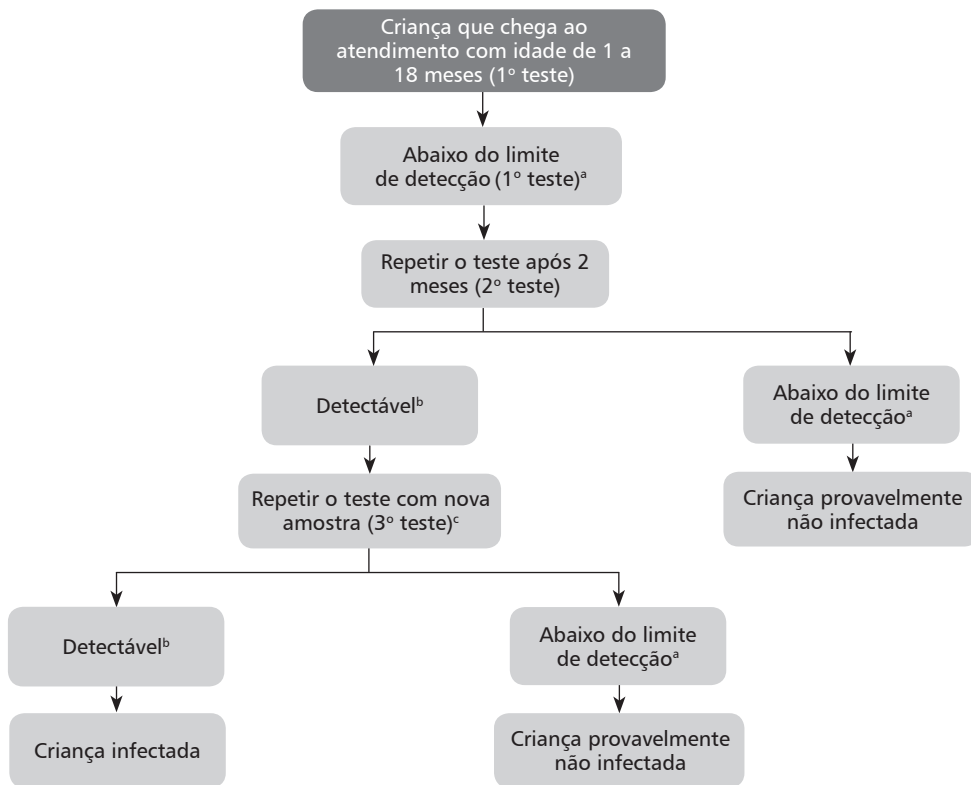 Criança que chega ao
atendimento com idade de 1 a
18 meses (1º teste)
Abaixo do limite
de detecção (1º teste)ᵃ
Repetir o teste após 2
meses (2º teste)
Detectávelᵇ
Abaixo do limite
de detecçãoᵃ
Repetir o teste com nova
amostra (3º teste)ᶜ
Criança provavelmente
não infectada
Detectávelᵇ
Abaixo do limite
de detecçãoᵃ
Criança infectada
Criança provavelmente
não infectada